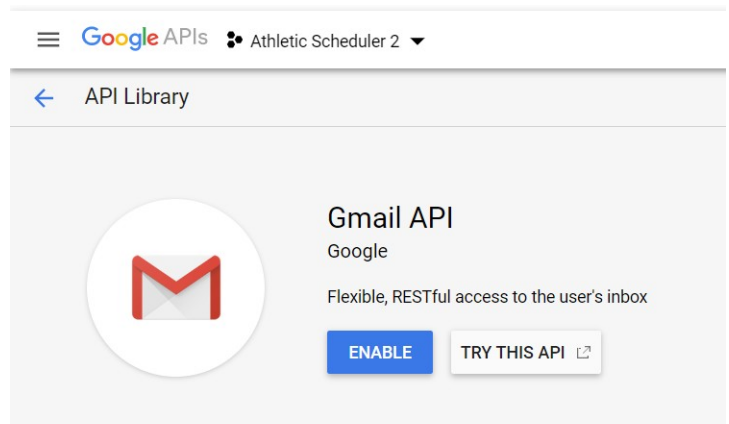 Google APIs Athletic Scheduler 2
API Library
Gmail API
Google
Flexible, RESTful access to the user's inbox
ENABLE TRY THIS API